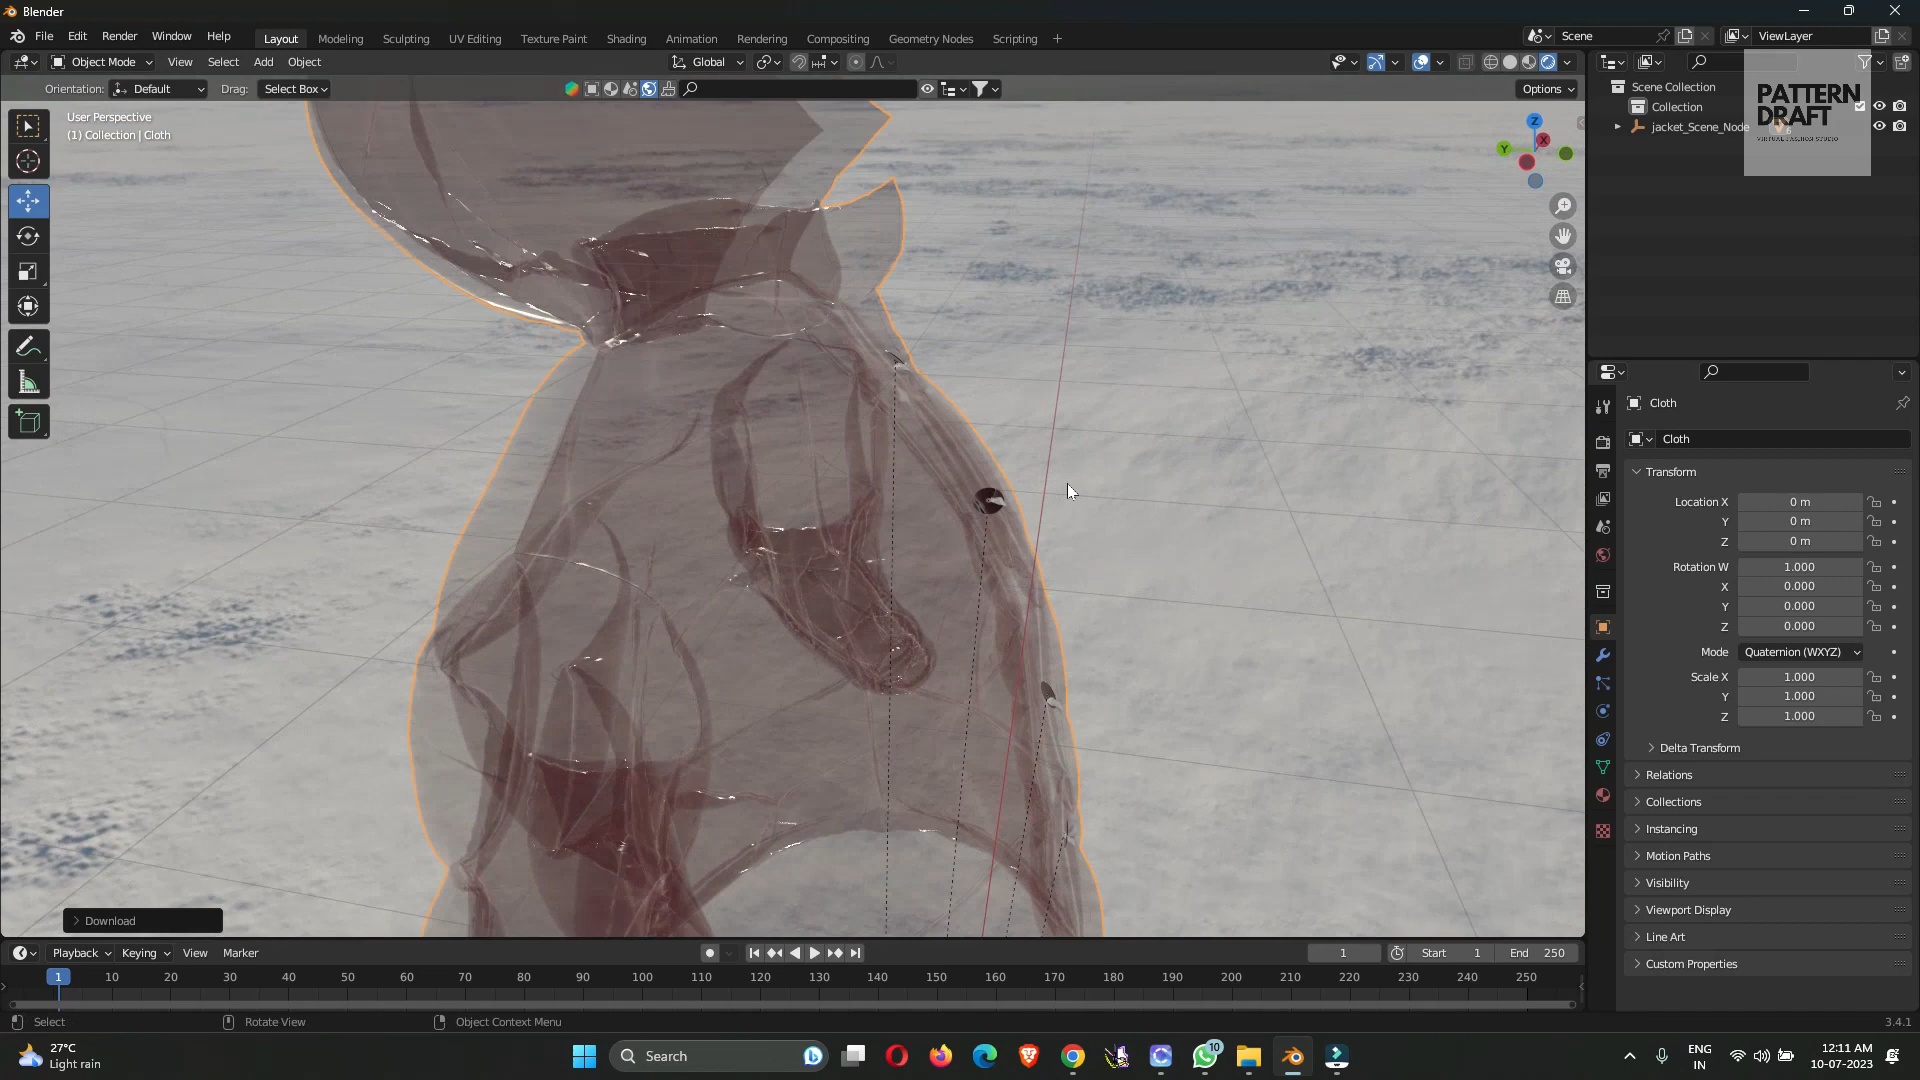 Blender
File Edit Render Window Help
Layout Modeling Sculpting UV Editing Texture Paint Shading Animation Rendering Compositing Geometry Nodes Scripting +
Scene
ViewLayer
Object Mode View Select Add Object
Global
Orientation: Default Drag: Select Box
Options
User Perspective
(1) Collection | Cloth
Z
X
Y
Scene Collection
Collection
jacket_Scene_Node
6
PATTERN
DRAFT
VIRTUAL FASHION STUDIO
Cloth
Cloth
Transform
Location X 0 m
Y 0 m
Z 0 m
Rotation W 1.000
X 0.000
Y 0.000
Z 0.000
Mode Quaternion (WXYZ)
Scale X 1.000
Y 1.000
Z 1.000
Delta Transform
Relations
Collections
Instancing
Motion Paths
Visibility
Viewport Display
Line Art
Custom Properties
Download
Playback Keying View Marker
1 Start 1 End 250
1 10 20 30 40 50 60 70 80 90 100 110 120 130 140 150 160 170 180 190 200 210 220 230 240 250
Select Rotate View Object Context Menu
3.4.1
27°C
Light rain
Search
10
ENG
IN
12:11 AM
10-07-2023